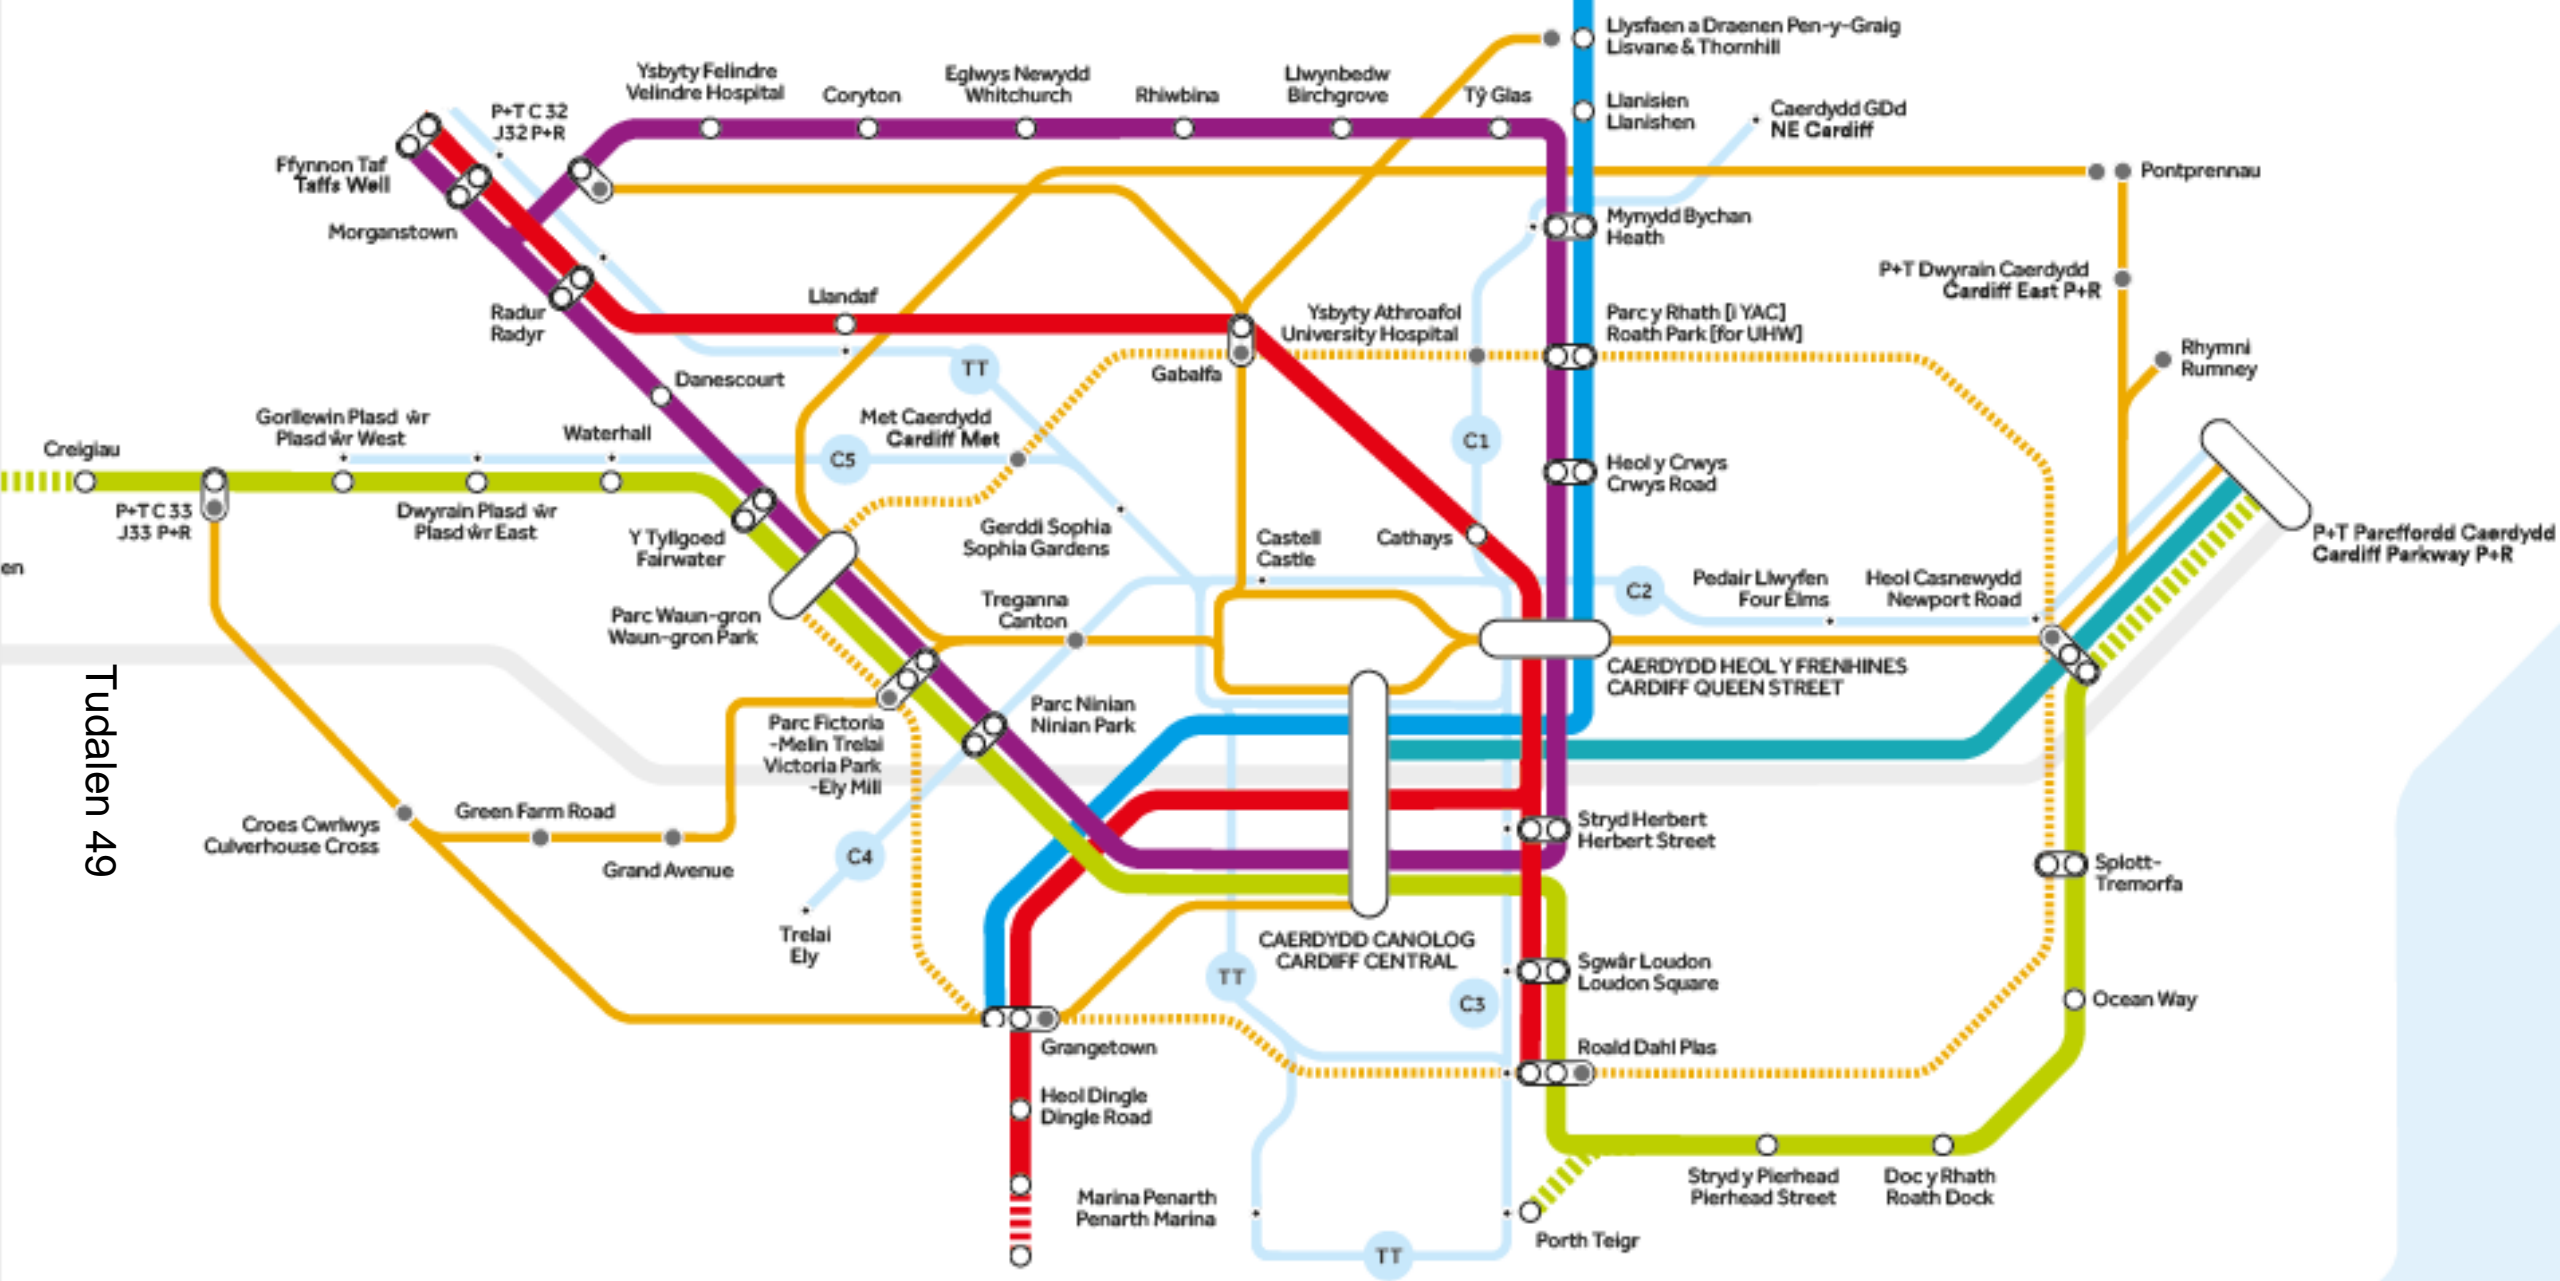 Llysfaen a Draenen Pen-y-Graig
Lisvane & Thornhill
Ysbyty Felindre
Velindre Hospital
Coryton
Eglwys Newydd
Whitchurch
Rhiwbina
Llwynbedw
Birchgrove
Tŷ Glas
P+T C 32
J32 P+R
Llanisien
Llanishen
Caerdydd GDd
NE Cardiff
Ffynnon Taf
Taffs Well
Pontprennau
Morganstown
Mynydd Bychan
Heath
P+T Dwyrain Caerdydd
Cardiff East P+R
Radur
Radyr
Llandaf
Ysbyty Athroafol
University Hospital
Parc y Rhath [i YAC]
Roath Park [for UHW]
Rhymni
Rumney
TT
Gabalfa
Danescourt
Gorllewin Plasd ŵr
Plasdŵr West
Waterhall
Met Caerdydd
Cardiff Met
C1
Creigiau
C5
Heol y Crwys
Crwys Road
P+T C 33
J33 P+R
Dwyrain Plasd ŵr
Plasdŵr East
Y Tyllgoed
Fairwater
Gerddi Sophia
Sophia Gardens
Castell
Castle
Cathays
P+T Parcffordd Caerdydd
Cardiff Parkway P+R
en
Treganna
Canton
C2
Pedair Llwyfen
Four Elms
Heol Casnewydd
Newport Road
Parc Waun-gron
Waun-gron Park
CAERDYDD HEOL Y FRENHINES
CARDIFF QUEEN STREET
Tudalen 49
Parc Fictoria
-Melin Trelai
Victoria Park
-Ely Mill
Parc Ninian
Ninian Park
Croes Cwrlwys
Culverhouse Cross
Green Farm Road
Grand Avenue
C4
Stryd Herbert
Herbert Street
Splott-
Tremorfa
Trelai
Ely
CAERDYDD CANOLOG
CARDIFF CENTRAL
TT
C3
Sgwâr Loudon
Loudon Square
Ocean Way
Grangetown
Roald Dahl Plas
Heol Dingle
Dingle Road
Marina Penarth
Penarth Marina
Stryd y Pierhead
Pierhead Street
Doc y Rhath
Roath Dock
TT
Porth Teigr